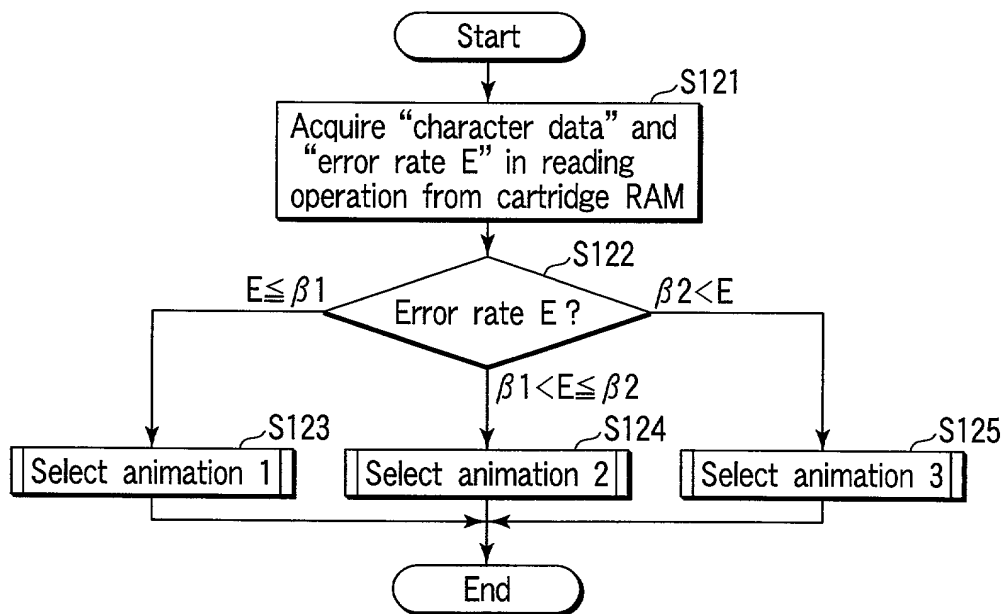 Start
S121
Acquire “character data” and
“error rate E” in reading
operation from cartridge RAM
S122
E≦β1
Error rate E ?
β2<E
β1<E≦β2
S123
Select animation 1
S124
Select animation 2
S125
Select animation 3
End